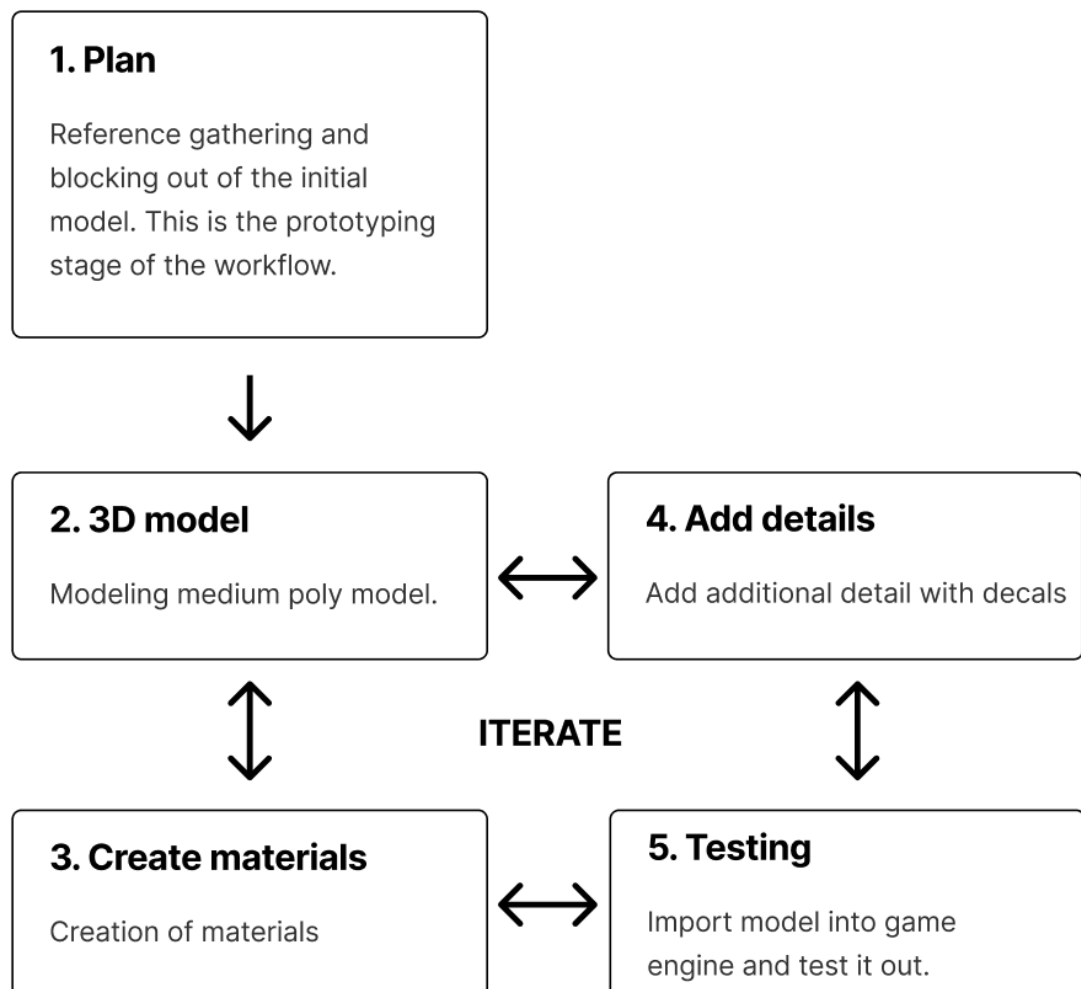 1. Plan
Reference gathering and
blocking out of the initial
model. This is the prototyping
stage of the workflow.
2. 3D model
Modeling medium poly model.
4. Add details
Add additional detail with decals
ITERATE
3. Create materials
Creation of materials
5. Testing
Import model into game
engine and test it out.